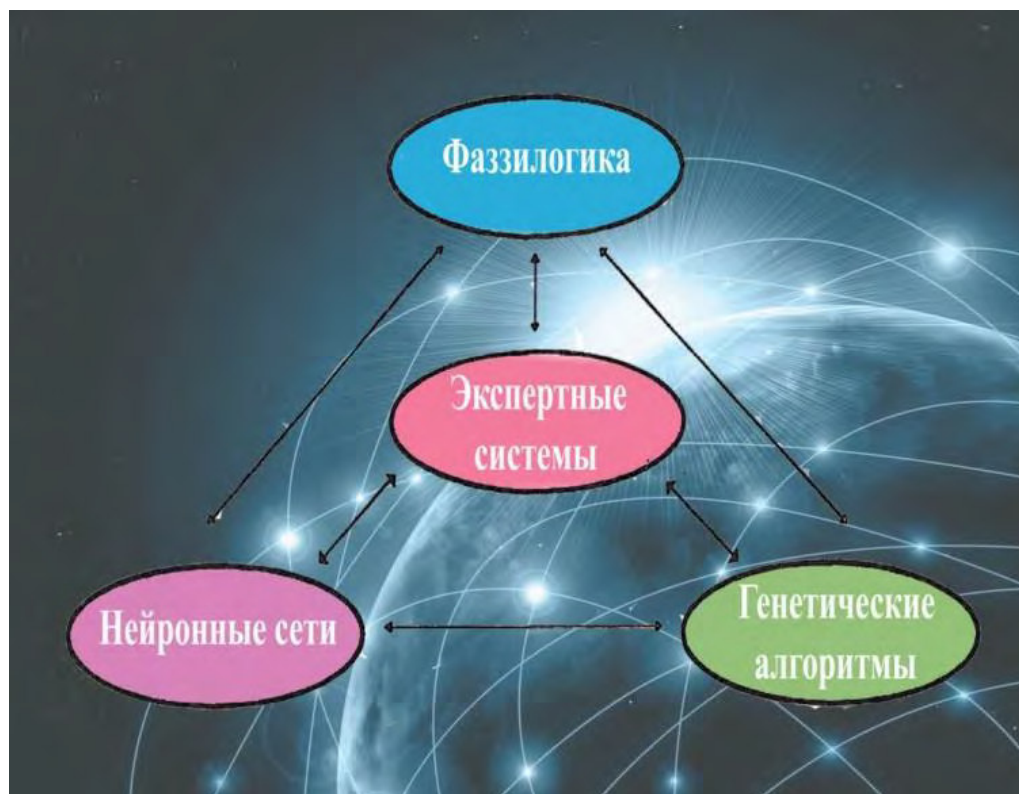 Фаззилогика
Экспертные
системы
Нейронные сети
Генетические
алгоритмы